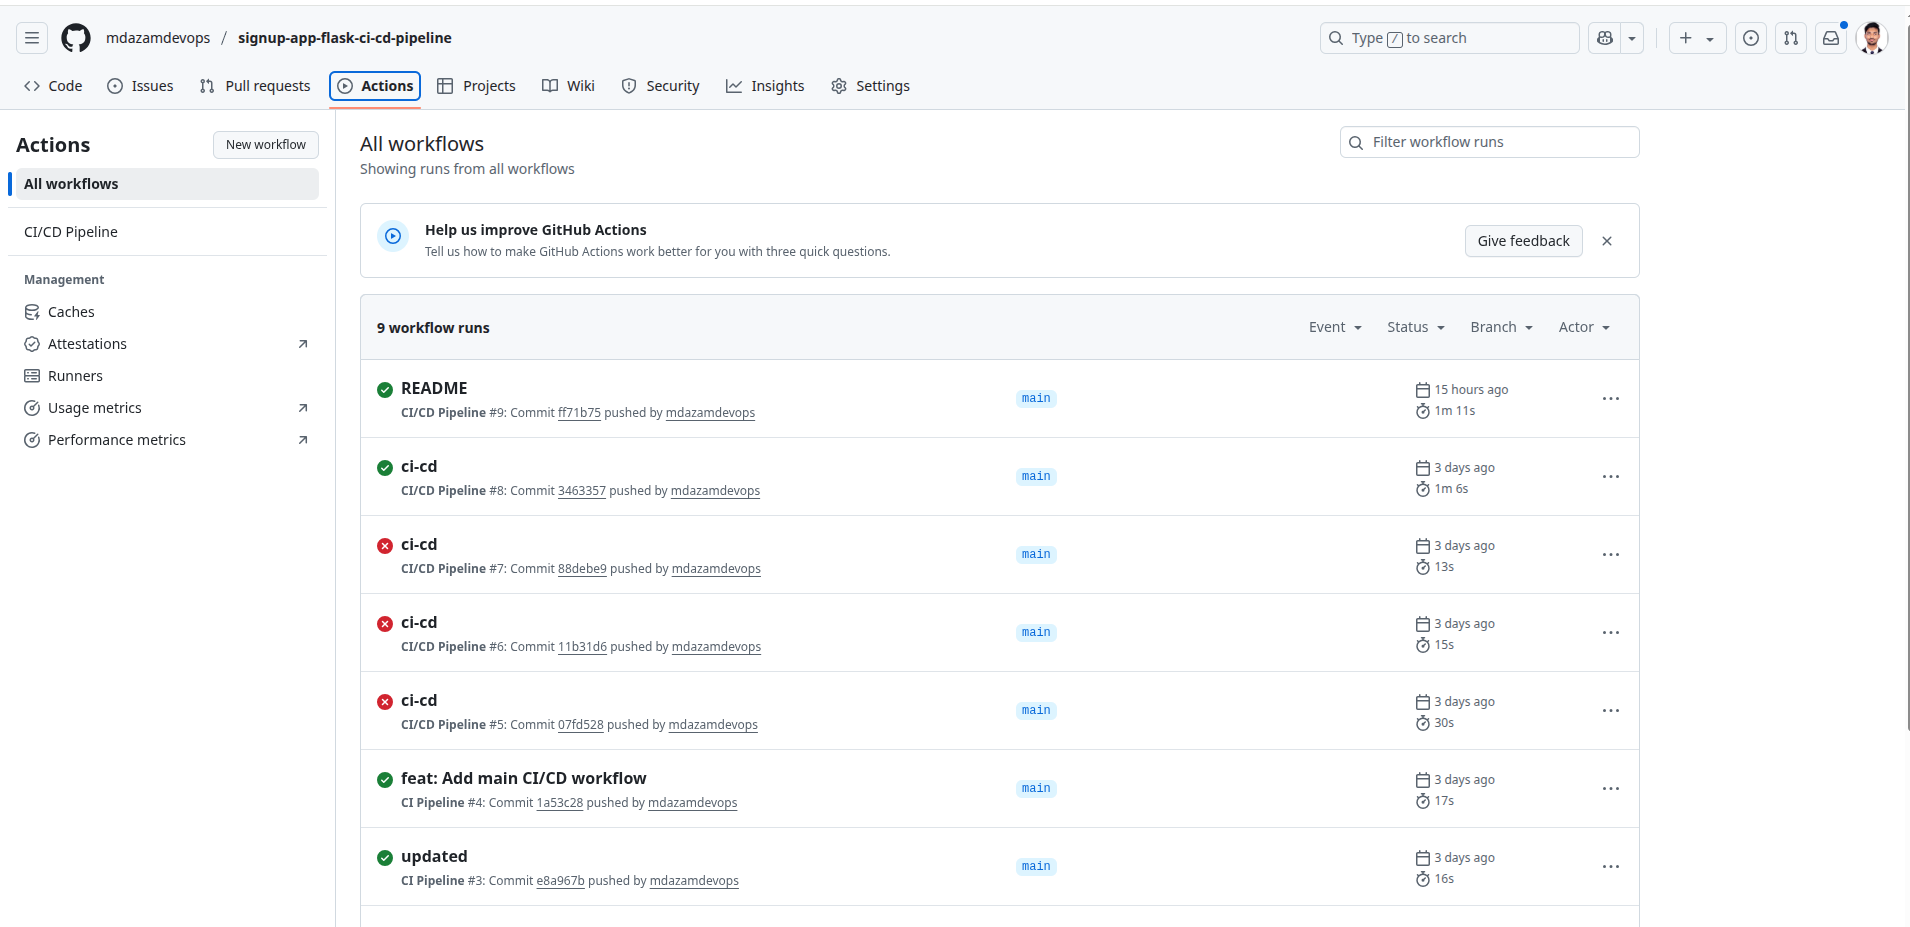 mdazamdevops / signup-app-flask-ci-cd-pipeline
Type / to search
Code Issues Pull requests Actions Projects Wiki Security Insights Settings
Actions
New workflow
All workflows
CI/CD Pipeline
Management
Caches
Attestations
Runners
Usage metrics
Performance metrics
All workflows
Showing runs from all workflows
Filter workflow runs
Help us improve GitHub Actions
Tell us how to make GitHub Actions work better for you with three quick questions.
Give feedback
9 workflow runs
Event Status Branch Actor
README
CI/CD Pipeline #9: Commit ff71b75 pushed by mdazamdevops
main
15 hours ago
1m 11s
ci-cd
CI/CD Pipeline #8: Commit 3463357 pushed by mdazamdevops
main
3 days ago
1m 6s
ci-cd
CI/CD Pipeline #7: Commit 88debe9 pushed by mdazamdevops
main
3 days ago
13s
ci-cd
CI/CD Pipeline #6: Commit 11b31d6 pushed by mdazamdevops
main
3 days ago
15s
ci-cd
CI/CD Pipeline #5: Commit 07fd528 pushed by mdazamdevops
main
3 days ago
30s
feat: Add main CI/CD workflow
CI Pipeline #4: Commit 1a53c28 pushed by mdazamdevops
main
3 days ago
17s
updated
CI Pipeline #3: Commit e8a967b pushed by mdazamdevops
main
3 days ago
16s